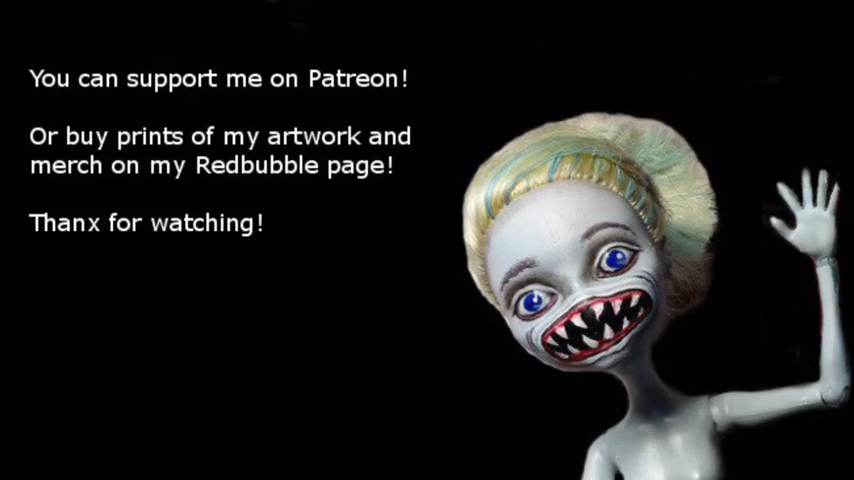 You can support me on Patreon!
Or buy prints of my artwork and
merch on my Redbubble page!
Thanx for watching!